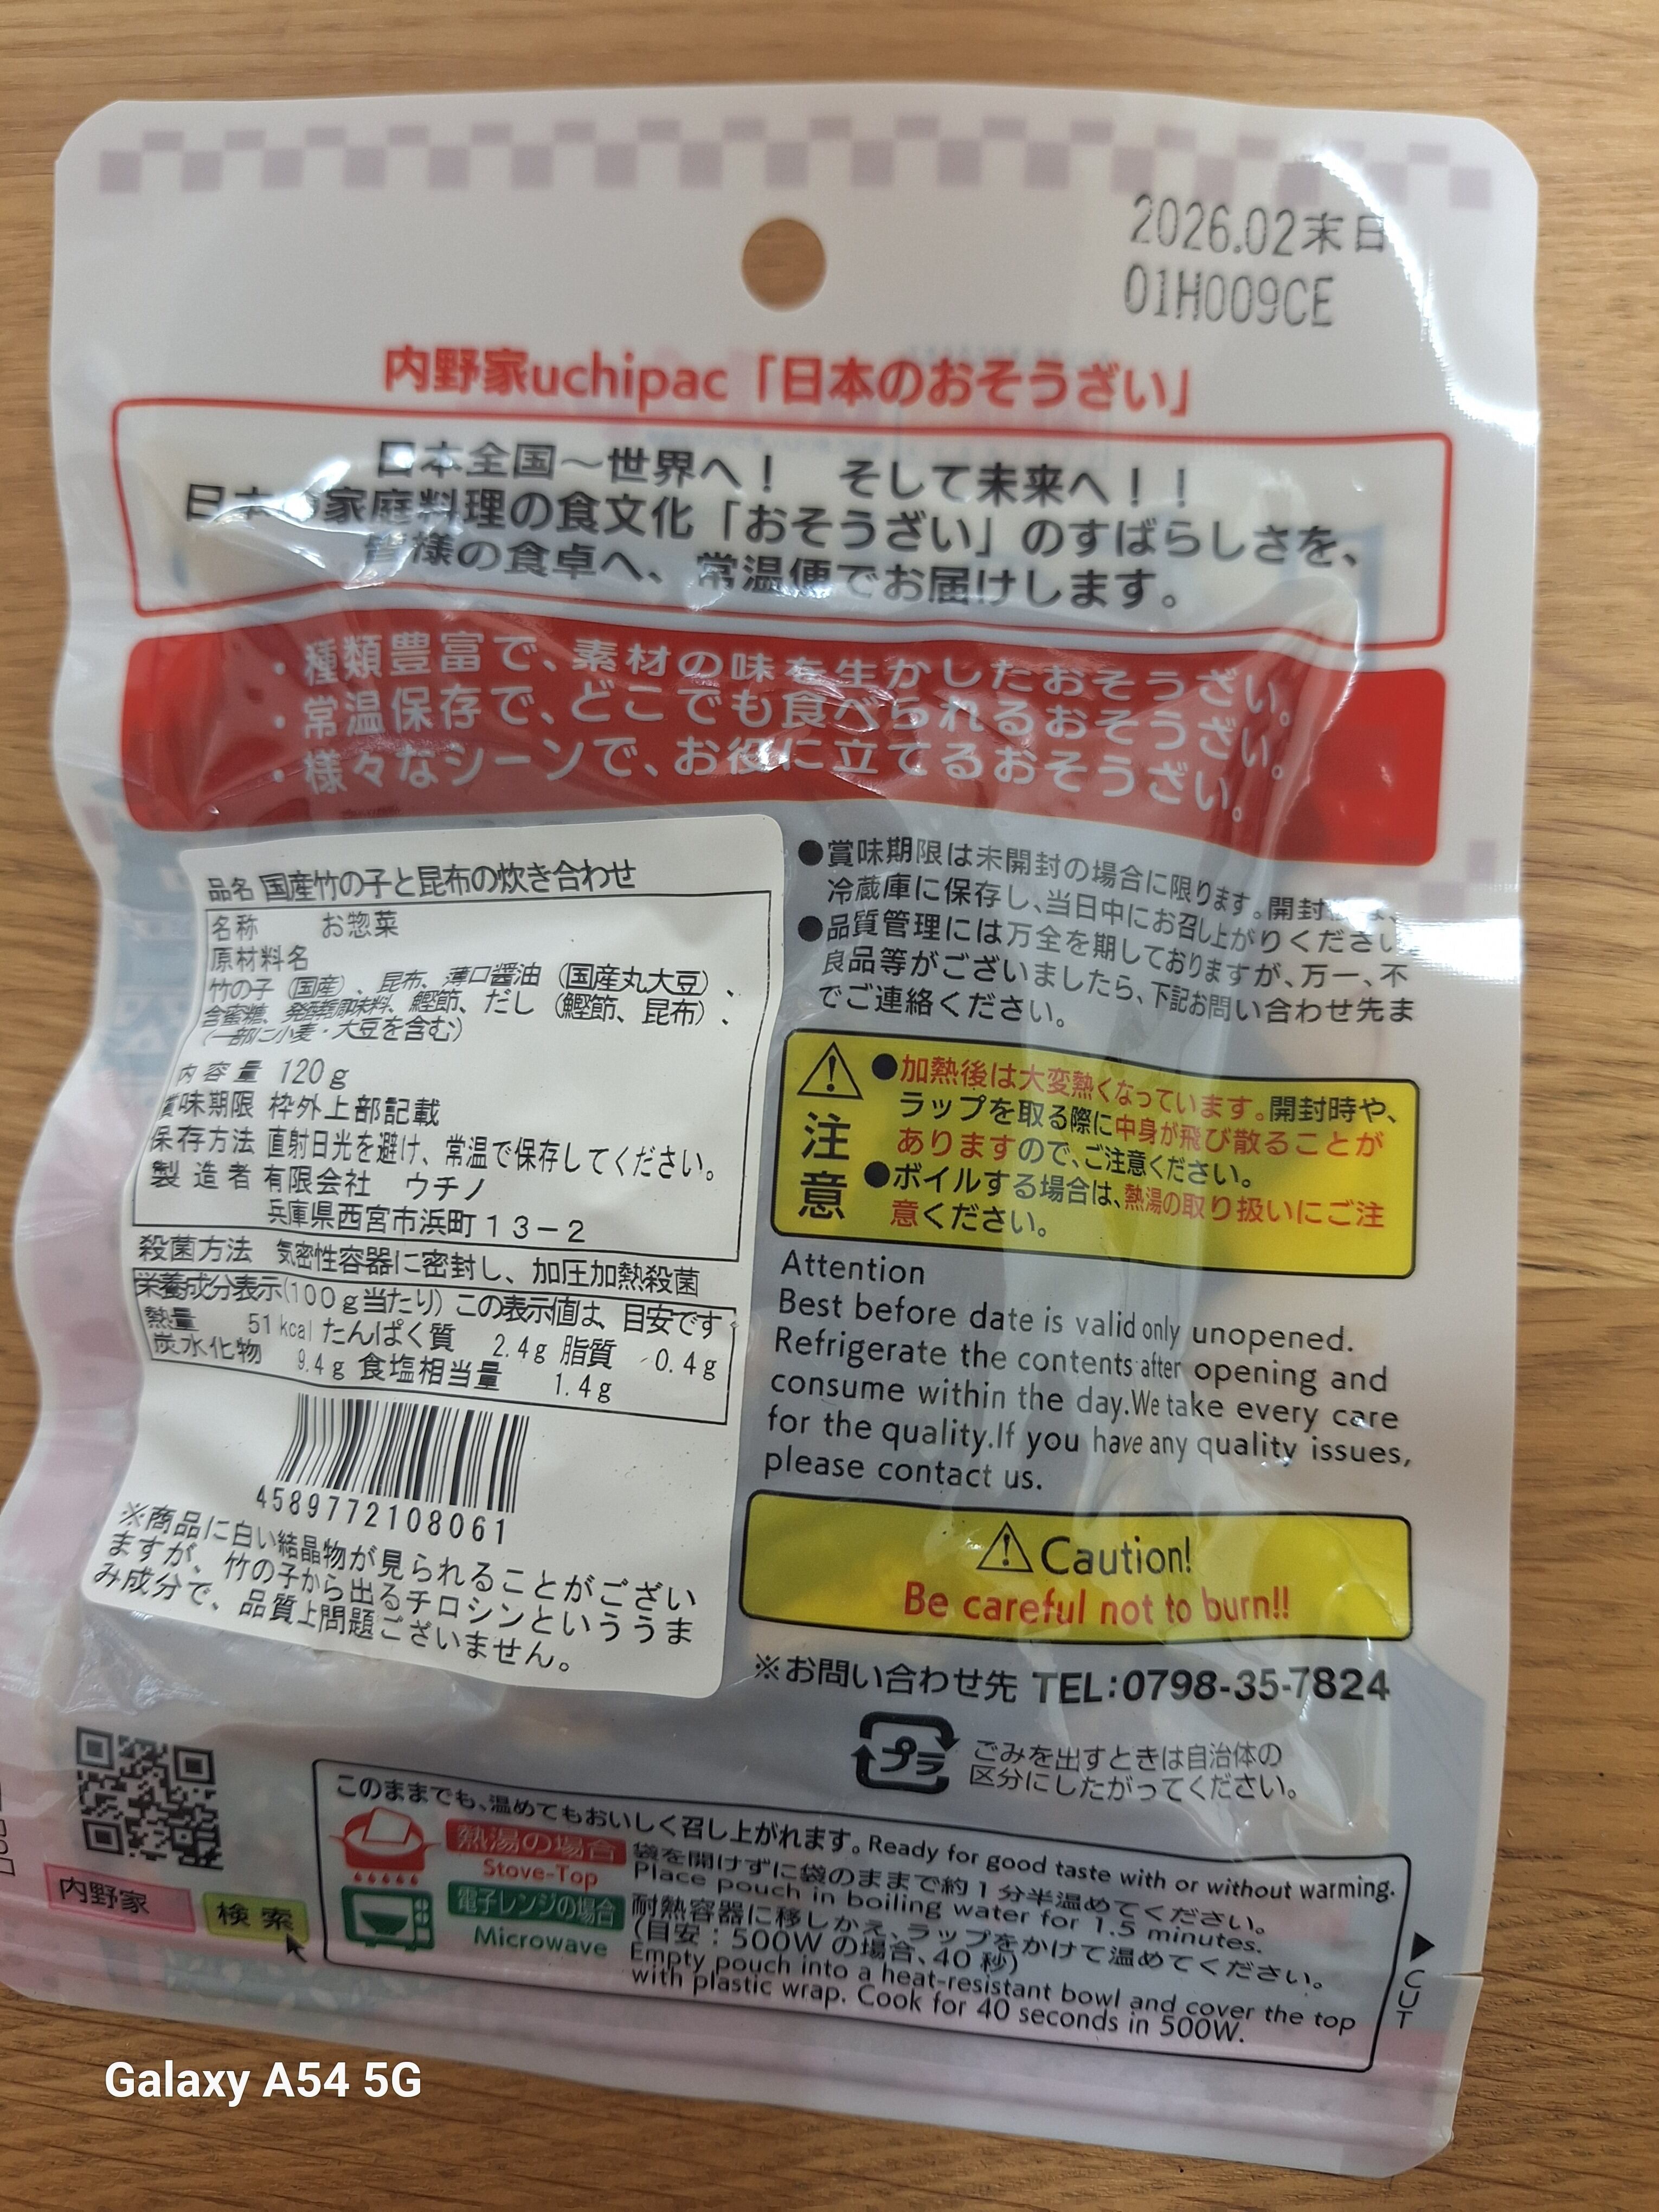 2026.02末日
01H009CE
内野家uchipac「日本のおそうざい」
日本全国～世界へ！ そして未来へ！！
日本の家庭料理の食文化「おそうざい」のすばらしさを、
皆様の食卓へ、常温便でお届けします。
・種類豊富で、素材の味を生かしたおそうざい。
・常温保存で、どこでも食べられるおそうざい。
・様々なシーンで、お役に立てるおそうざい。
品名 国産竹の子と昆布の炊き合わせ
名称 お惣菜
原材料名
竹の子（国産）、昆布、薄口醤油（国産丸大豆）、
含蜜糖、発酵調味料、鰹節、だし（鰹節、昆布）、
（一部に小麦・大豆を含む）
内容量 120ｇ
賞味期限 枠外上部記載
保存方法 直射日光を避け、常温で保存してください。
製造者 有限会社 ウチノ
兵庫県西宮市浜町１３－２
殺菌方法 気密性容器に密封し、加圧加熱殺菌
栄養成分表示(100ｇ当たり)この表示値は、目安です
熱量 51kcal たんぱく質 2.4g 脂質 0.4g
炭水化物 9.4g 食塩相当量 1.4g
4589772108061
※商品に白い結晶物が見られることがござい
ますが、竹の子から出るチロシンといううま
み成分で、品質上問題ございません。
●賞味期限は未開封の場合に限ります。開封後は、
冷蔵庫に保存し、当日中にお召し上がりください。
●品質管理には万全を期しておりますが、万一、不
良品等がございましたら、下記お問い合わせ先ま
でご連絡ください。
注意
●加熱後は大変熱くなっています。開封時や、
ラップを取る際に中身が飛び散ることが
ありますので、ご注意ください。
●ボイルする場合は、熱湯の取り扱いにご注
意ください。
Attention
Best before date is valid only unopened.
Refrigerate the contents after opening and
consume within the day.We take every care
for the quality.If you have any quality issues,
please contact us.
Caution!
Be careful not to burn!!
※お問い合わせ先 TEL:0798-35-7824
プラ
ごみを出すときは自治体の
区分にしたがってください。
内野家 検索
このままでも、温めてもおいしく召し上がれます。Ready for good taste with or without warming.
熱湯の場合
Stove-Top
袋を開けずに袋のままで約１分半温めてください。
Place pouch in boiling water for 1.5 minutes.
電子レンジの場合
Microwave
耐熱容器に移しかえ、ラップをかけて温めてください。
(目安：500W の場合、40 秒)
Empty pouch into a heat-resistant bowl and cover the top
with plastic wrap. Cook for 40 seconds in 500W.
CUT
Galaxy A54 5G